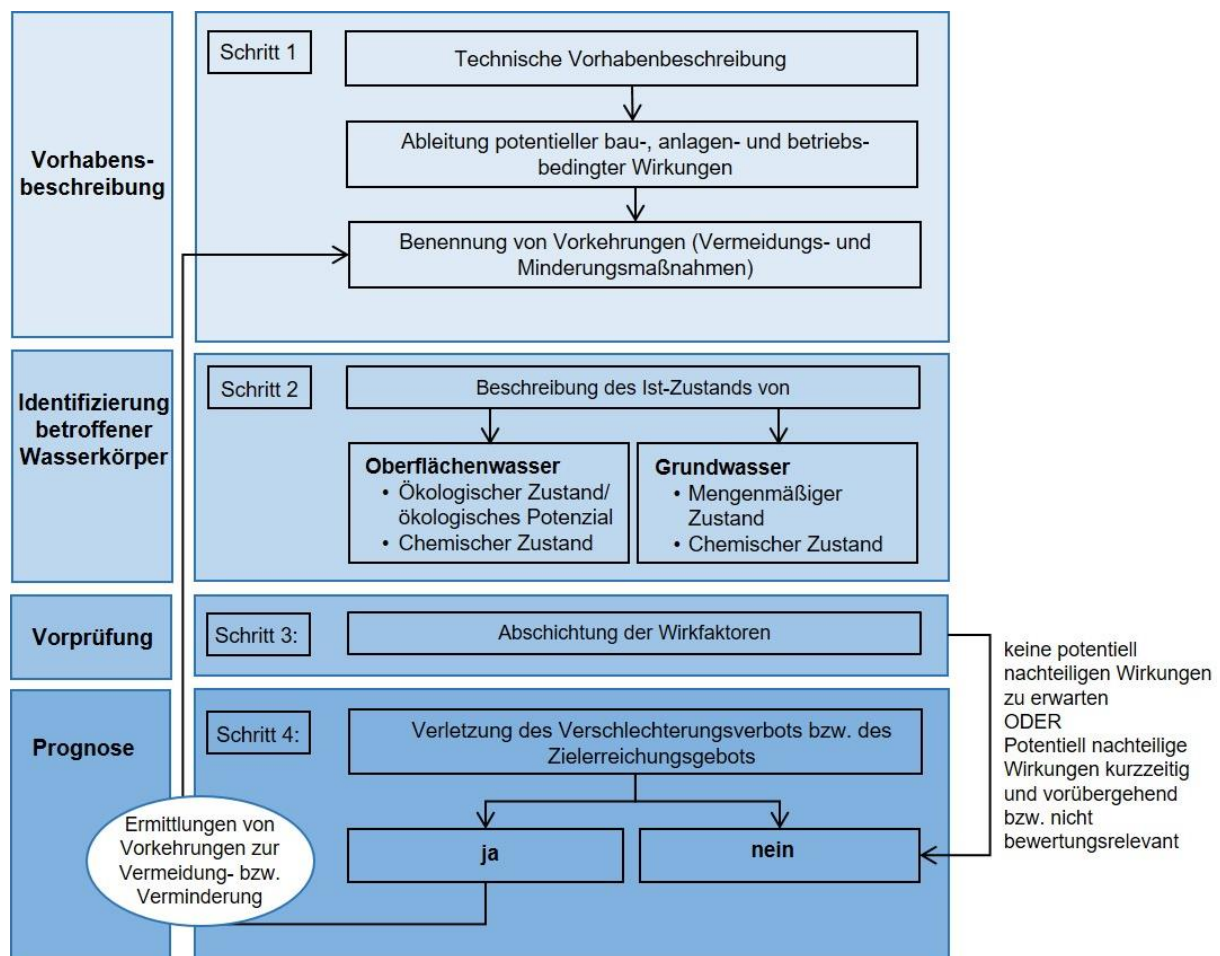 Vorhabens-
beschreibung
Schritt 1
Technische Vorhabenbeschreibung
Ableitung potentieller bau-, anlagen- und betriebs-
bedingter Wirkungen
Benennung von Vorkehrungen (Vermeidungs- und
Minderungsmaßnahmen)
Identifizierung
betroffener
Wasserkörper
Schritt 2
Beschreibung des Ist-Zustands von
Oberflächenwasser
• Ökologischer Zustand/
ökologisches Potenzial
• Chemischer Zustand
Grundwasser
• Mengenmäßiger
Zustand
• Chemischer Zustand
Vorprüfung
Schritt 3:
Abschichtung der Wirkfaktoren
keine potentiell
nachteiligen Wirkungen
zu erwarten
ODER
Potentiell nachteilige
Wirkungen kurzzeitig
und vorübergehend
bzw. nicht
bewertungsrelevant
Prognose
Schritt 4:
Verletzung des Verschlechterungsverbots bzw. des
Zielerreichungsgebots
ja
nein
Ermittlungen von
Vorkehrungen zur
Vermeidung- bzw.
Verminderung